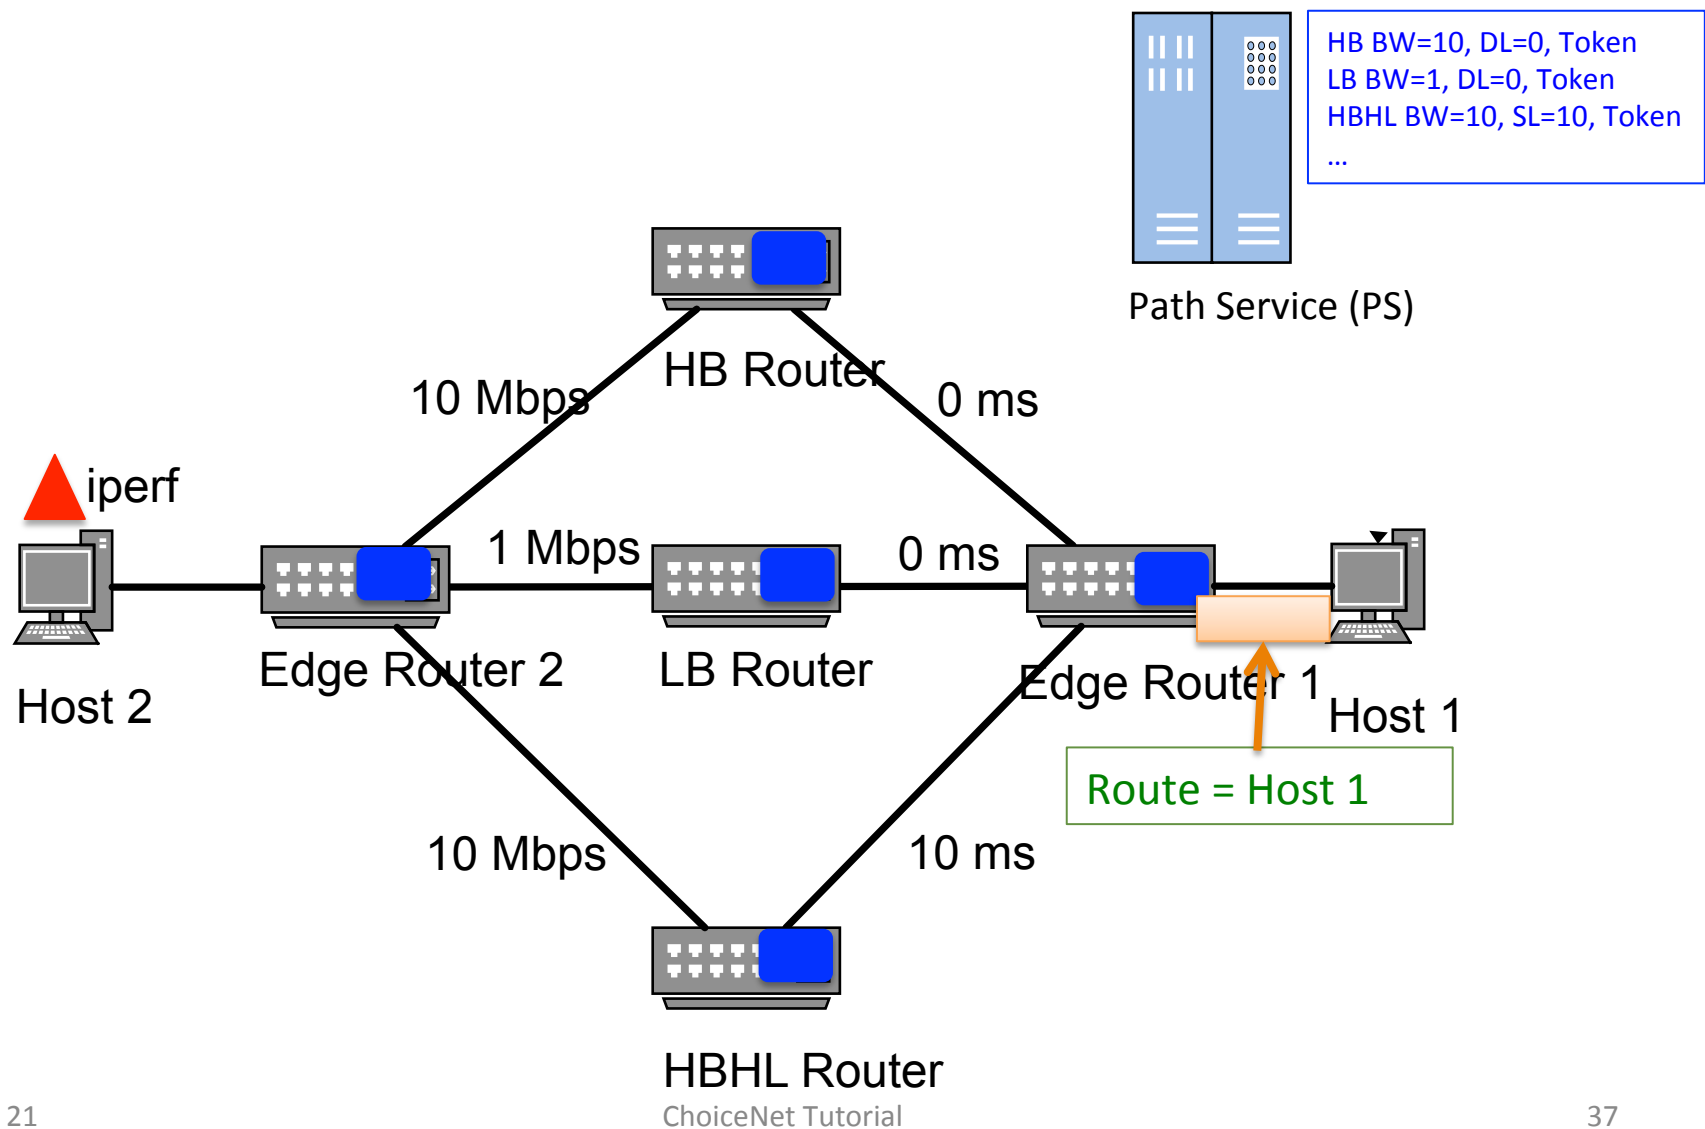 HB BW=10, DL=0, Token
LB BW=1, DL=0, Token
HBHL BW=10, SL=10, Token
...
Path Service (PS)
HB Router
10 Mbps
0 ms
iperf
1 Mbps
0 ms
Edge Router 2
LB Router
Edge Router 1
Host 2
Host 1
Route = Host 1
10 Mbps
10 ms
HBHL Router
21
ChoiceNet Tutorial
37